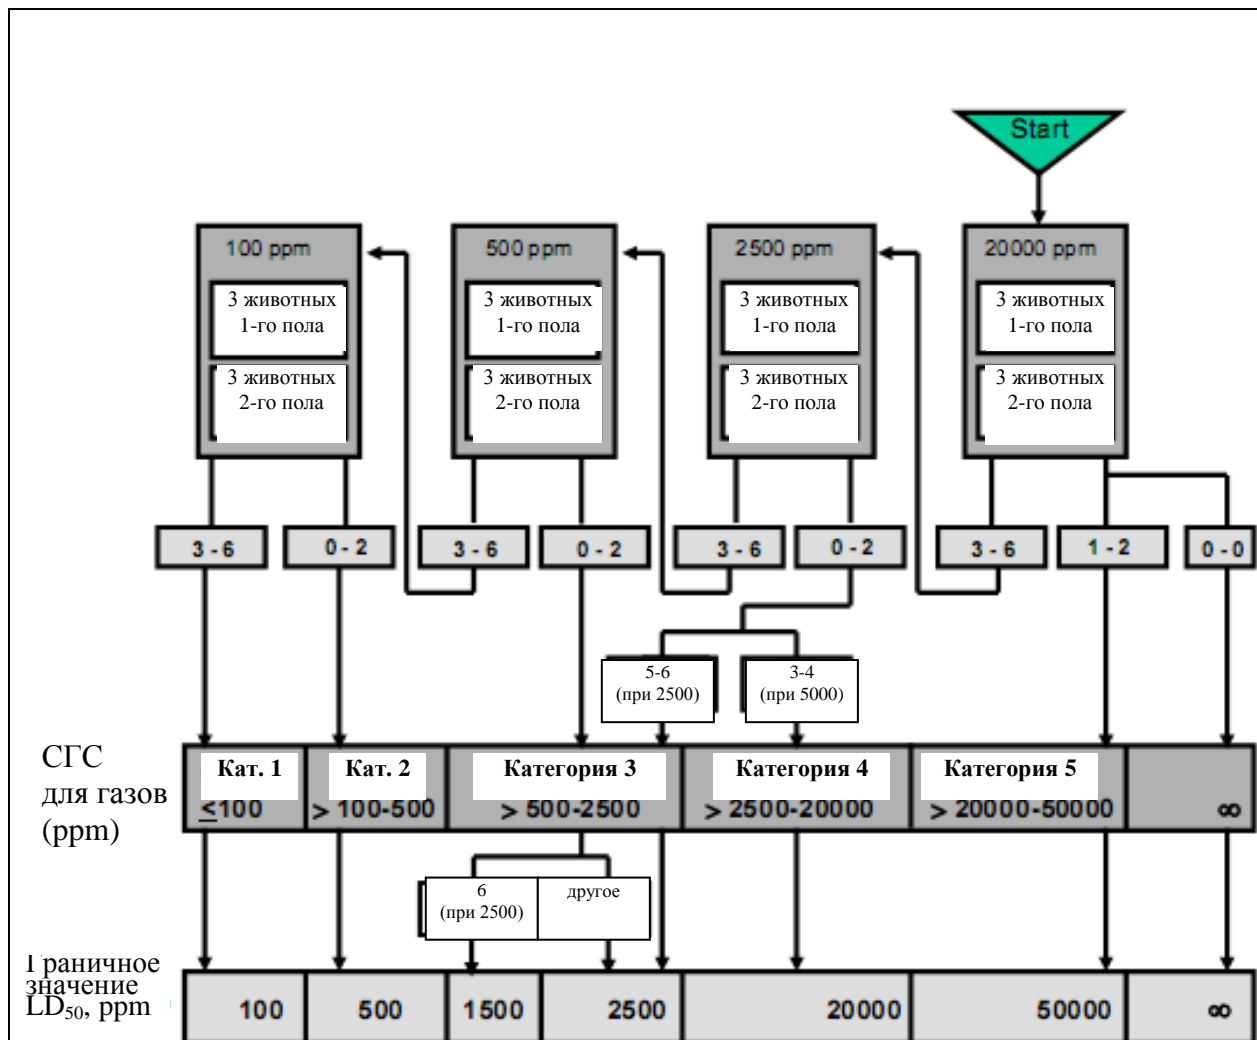 Start
100 ppm
500 ppm
2500 ppm
20000 ppm
3 животных
1-го пола
3 животных
1-го пола
3 животных
1-го пола
3 животных
1-го пола
3 животных
2-го пола
3 животных
2-го пола
3 животных
2-го пола
3 животных
2-го пола
3 - 6
0 - 2
3 - 6
0 - 2
3 - 6
0 - 2
3 - 6
1 - 2
0 - 0
5-6
(при 2500)
3-4
(при 5000)
СГС
для газов
(ppm)
Кат. 1
≤100
Кат. 2
> 100-500
Категория 3
> 500-2500
Категория 4
> 2500-20000
Категория 5
> 20000-50000
∞
6
(при 2500)
другое
Граничное
значение
LD₅₀, ppm
100
500
1500
2500
20000
50000
∞